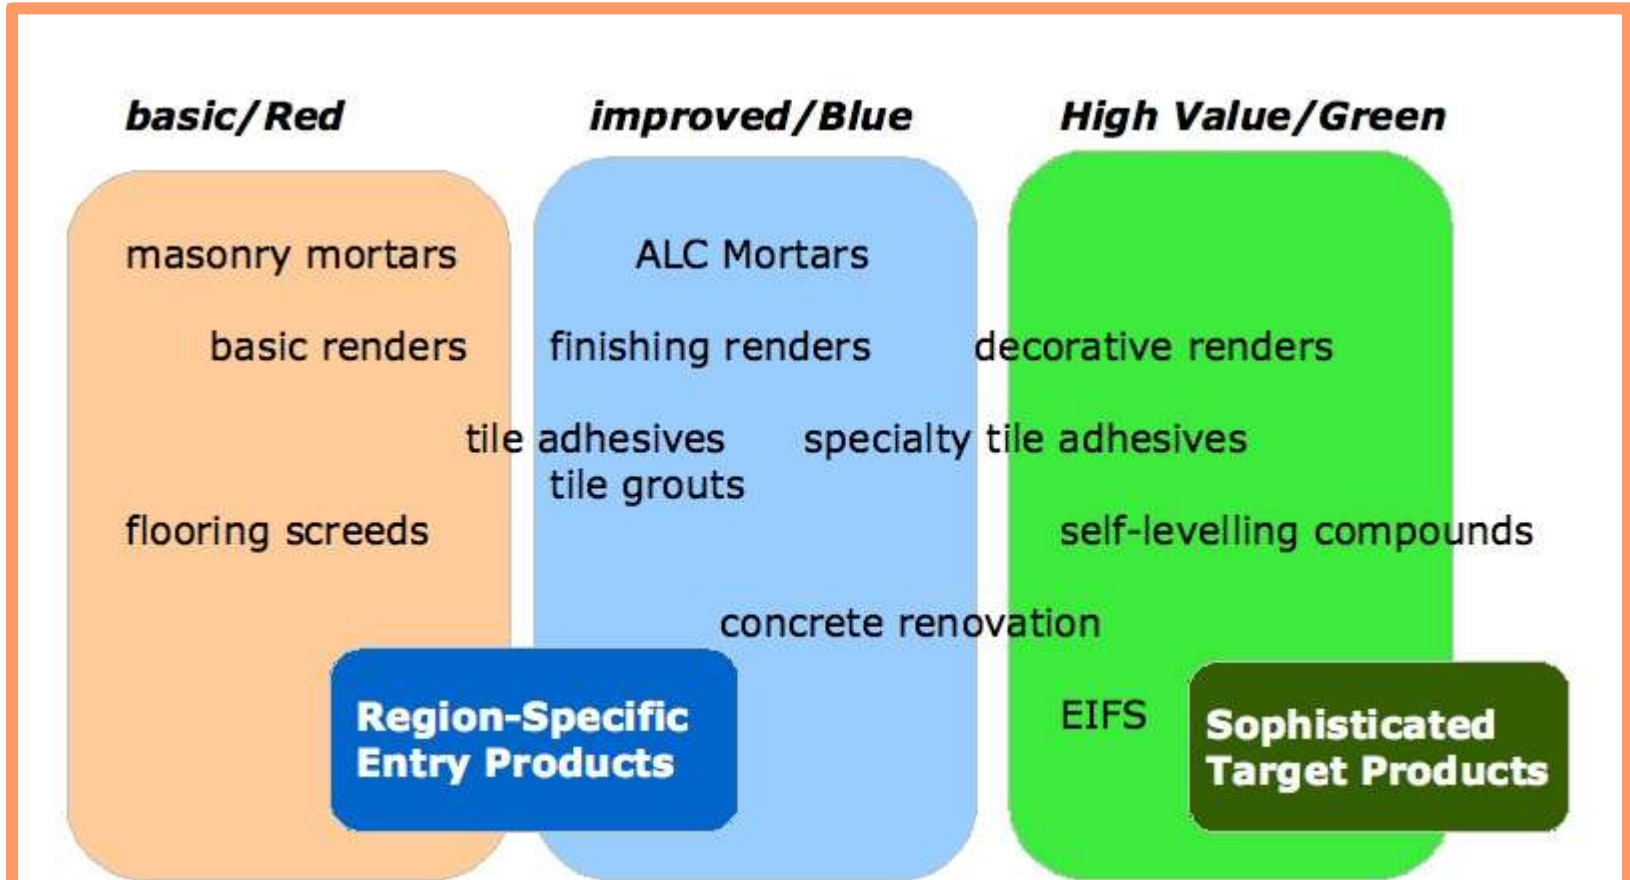 basic/Red
improved/Blue
High Value/Green
masonry mortars
ALC Mortars
basic renders
finishing renders
decorative renders
tile adhesives
specialty tile adhesives
tile grouts
flooring screeds
self-levelling compounds
concrete renovation
Region-Specific
Entry Products
EIFS
Sophisticated
Target Products